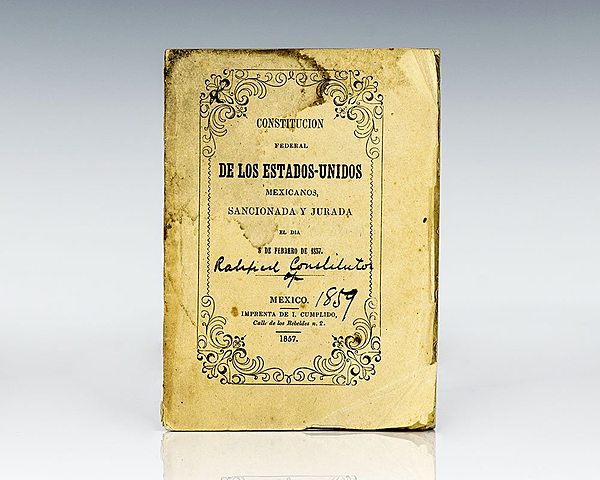 CONSTITUCION
FEDERAL
DE LOS ESTADOS-UNIDOS
MEXICANOS,
SANCIONADA Y JURADA
EL DIA
DE FEBRERO DE 1857.
Ratified Constitution
of
MEXICO. 1859
IMPRENTA DE I. CUMPLIDO,
Calle de los Rebeldes n. 2.
1857.